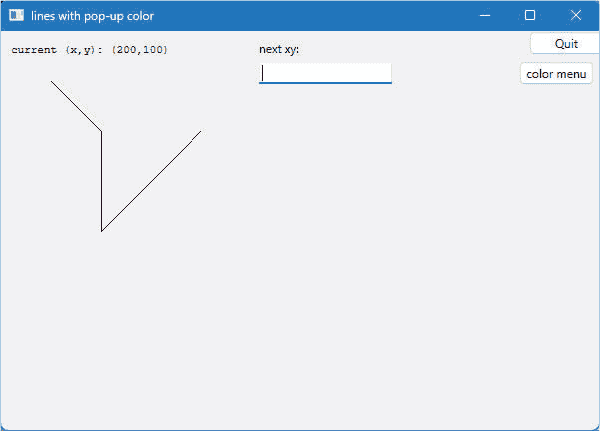 lines with pop-up color
current (x,y): (200,100)
next xy:
Quit
color menu